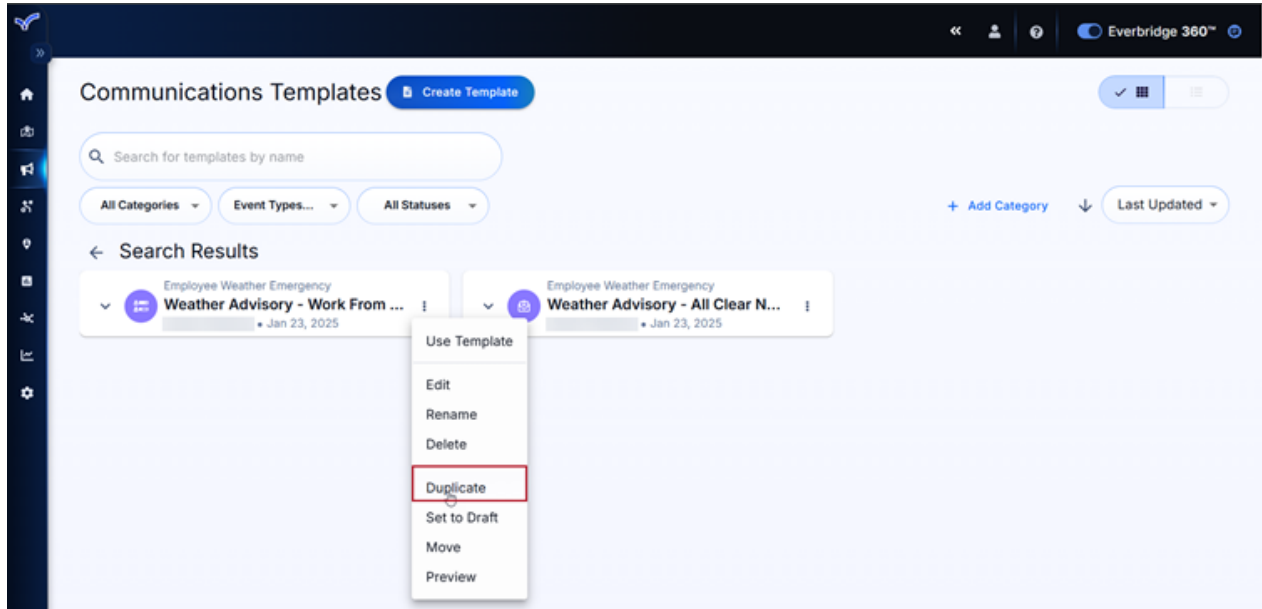 Everbridge 360™
Communications Templates
Create Template
Search for templates by name
All Categories
Event Types...
All Statuses
+ Add Category
Last Updated
Search Results
Employee Weather Emergency
Weather Advisory - Work From ...
• Jan 23, 2025
Employee Weather Emergency
Weather Advisory - All Clear N...
• Jan 23, 2025
Use Template
Edit
Rename
Delete
Duplicate
Set to Draft
Move
Preview